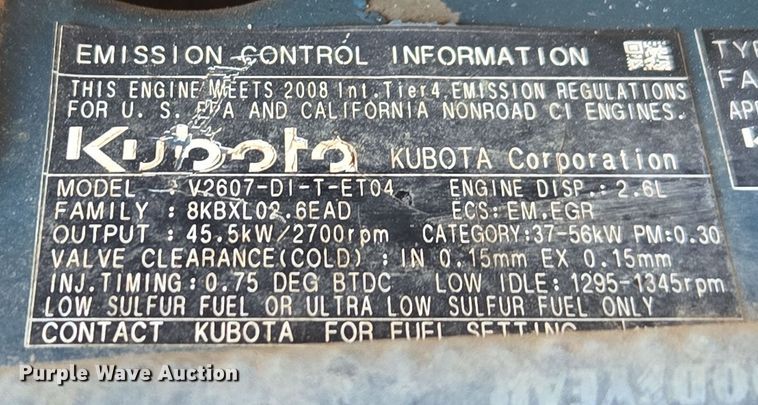 EMISSION CONTROL INFORMATION
THIS ENGINE MEETS 2008 Int.Tier4 EMISSION REGULATIONS
FOR U. S. EPA AND CALIFORNIA NONROAD CI ENGINES.
Kubota KUBOTA Corporation
MODEL : V2607-DI-T-ET04 ENGINE DISP.: 2.6L
FAMILY : 8KBXL02.6EAD ECS: EM.EGR
OUTPUT : 45.5kW/2700rpm CATEGORY:37-56kW PM:0.30
VALVE CLEARANCE(COLD) : IN 0.15mm EX 0.15mm
INJ.TIMING: 0.75 DEG BTDC LOW IDLE: 1295-1345rpm
LOW SULFUR FUEL OR ULTRA LOW SULFUR FUEL ONLY
CONTACT KUBOTA FOR FUEL SETTING
TYP
FA
APP
K
Purple Wave Auction